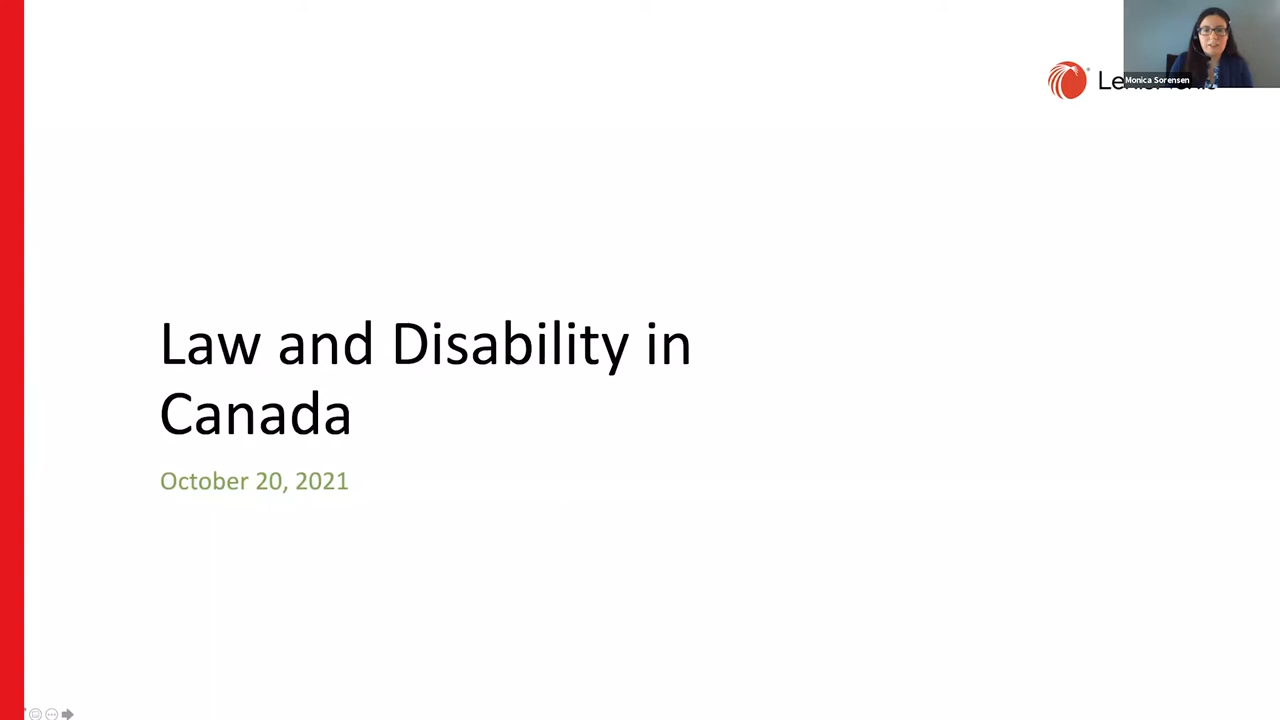 Monica Sorensen
Law and Disability in
Canada
October 20, 2021